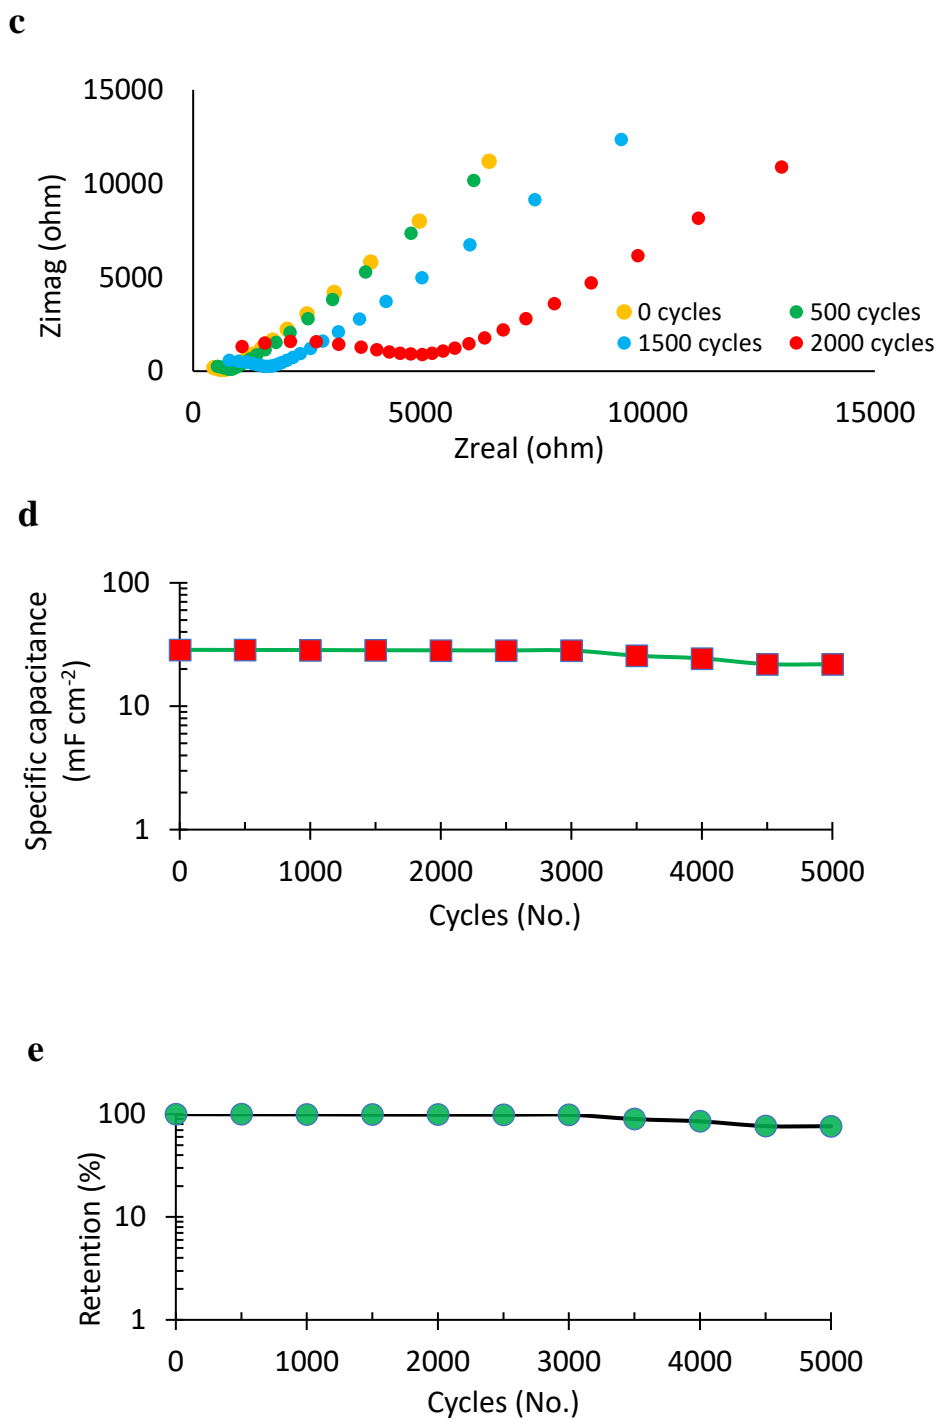 c
15000
10000
5000
0
Zimag (ohm)
0 cycles
500 cycles
1500 cycles
2000 cycles
0
5000
10000
15000
Zreal (ohm)
d
100
10
1
Specific capacitance
(mF cm⁻²)
0
1000
2000
3000
4000
5000
Cycles (No.)
e
100
10
1
Retention (%)
0
1000
2000
3000
4000
5000
Cycles (No.)